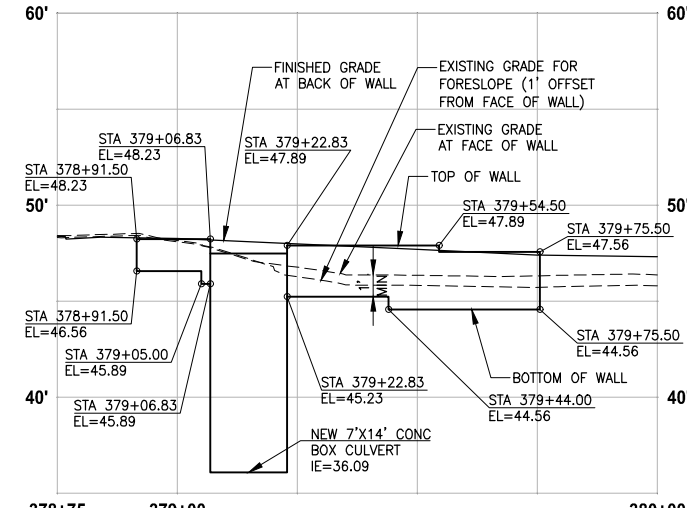 60'
60'
FINISHED GRADE
AT BACK OF WALL
EXISTING GRADE FOR
FORESLOPE (1' OFFSET
FROM FACE OF WALL)
STA 379+06.83
EL=48.23
STA 379+22.83
EL=47.89
EXISTING GRADE
AT FACE OF WALL
STA 378+91.50
EL=48.23
TOP OF WALL
50'
50'
STA 379+54.50
EL=47.89
STA 379+75.50
EL=47.56
1'
MIN
STA 378+91.50
EL=46.56
STA 379+05.00
EL=45.89
STA 379+75.50
EL=44.56
STA 379+22.83
EL=45.23
BOTTOM OF WALL
40'
40'
STA 379+06.83
EL=45.89
STA 379+44.00
EL=44.56
NEW 7'X14' CONC
BOX CULVERT
IE=36.09
378+75
379+00
380+00